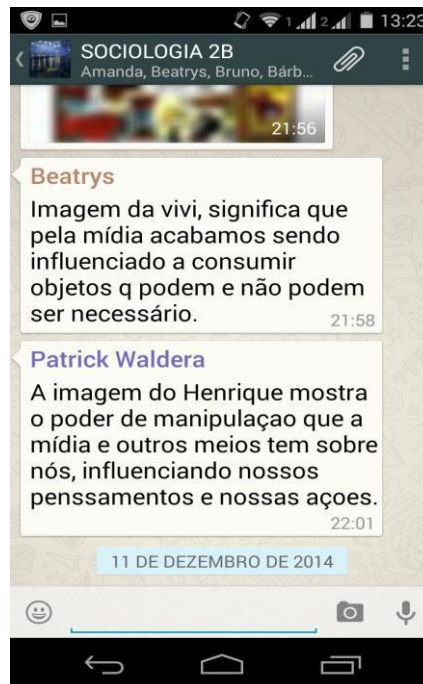 1 2 13:23
SOCIOLOGIA 2B
Amanda, Beatrys, Bruno, Bárb...
21:56
Beatrys
Imagem da vivi, significa que
pela mídia acabamos sendo
influenciado a consumir
objetos q podem e não podem
ser necessário.
21:58
Patrick Waldera
A imagem do Henrique mostra
o poder de manipulaçao que a
mídia e outros meios tem sobre
nós, influenciando nossos
penssamentos e nossas açoes.
22:01
11 DE DEZEMBRO DE 2014